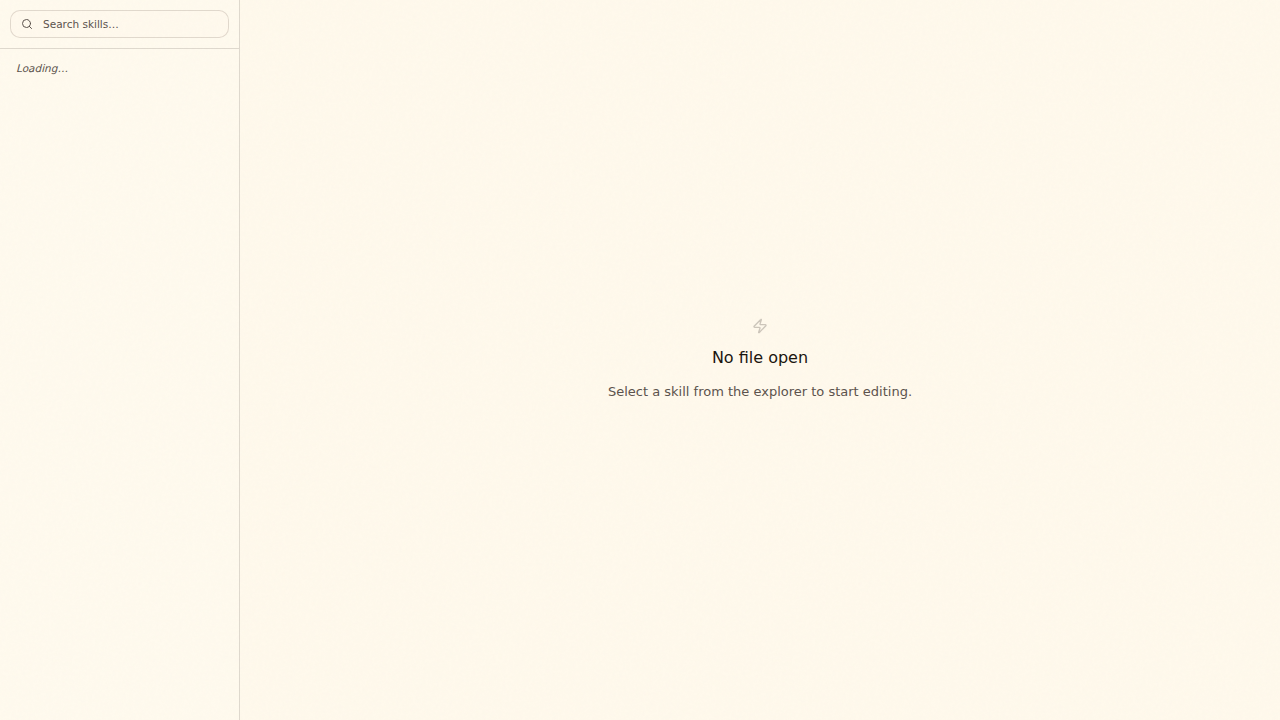 Search skills...
Loading...
No file open
Select a skill from the explorer to start editing.